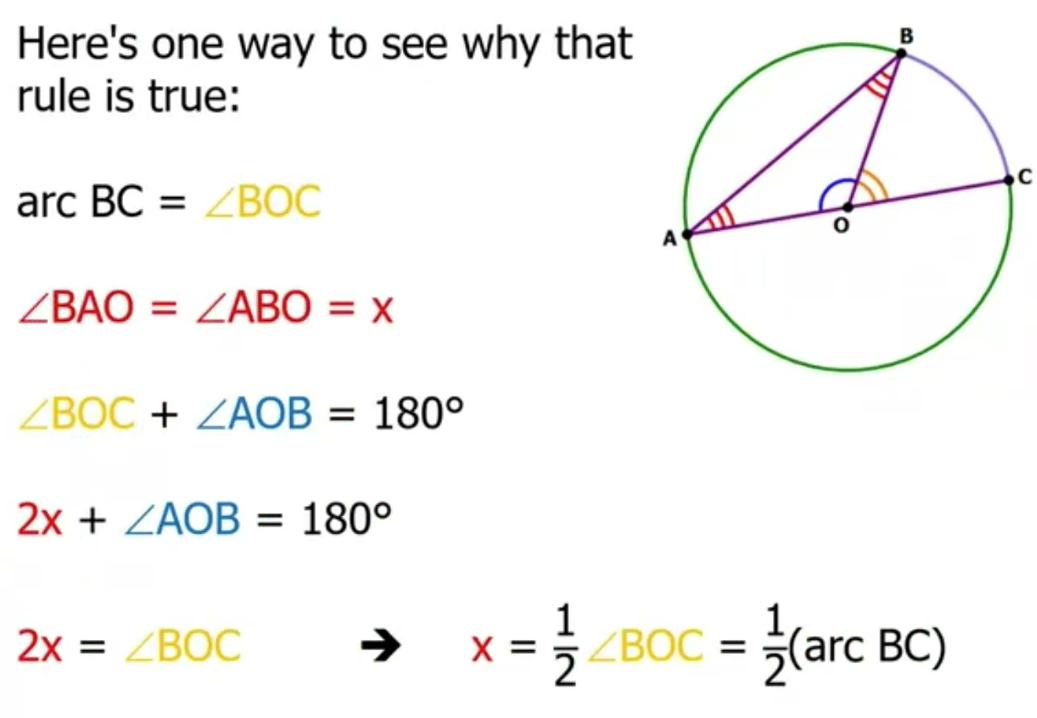 Here's one way to see why that
rule is true:
arc BC = ∠BOC
∠BAO = ∠ABO = x
∠BOC + ∠AOB = 180°
2x + ∠AOB = 180°
2x = ∠BOC ➔ x = 1/2 ∠BOC = 1/2(arc BC)
B
C
O
A